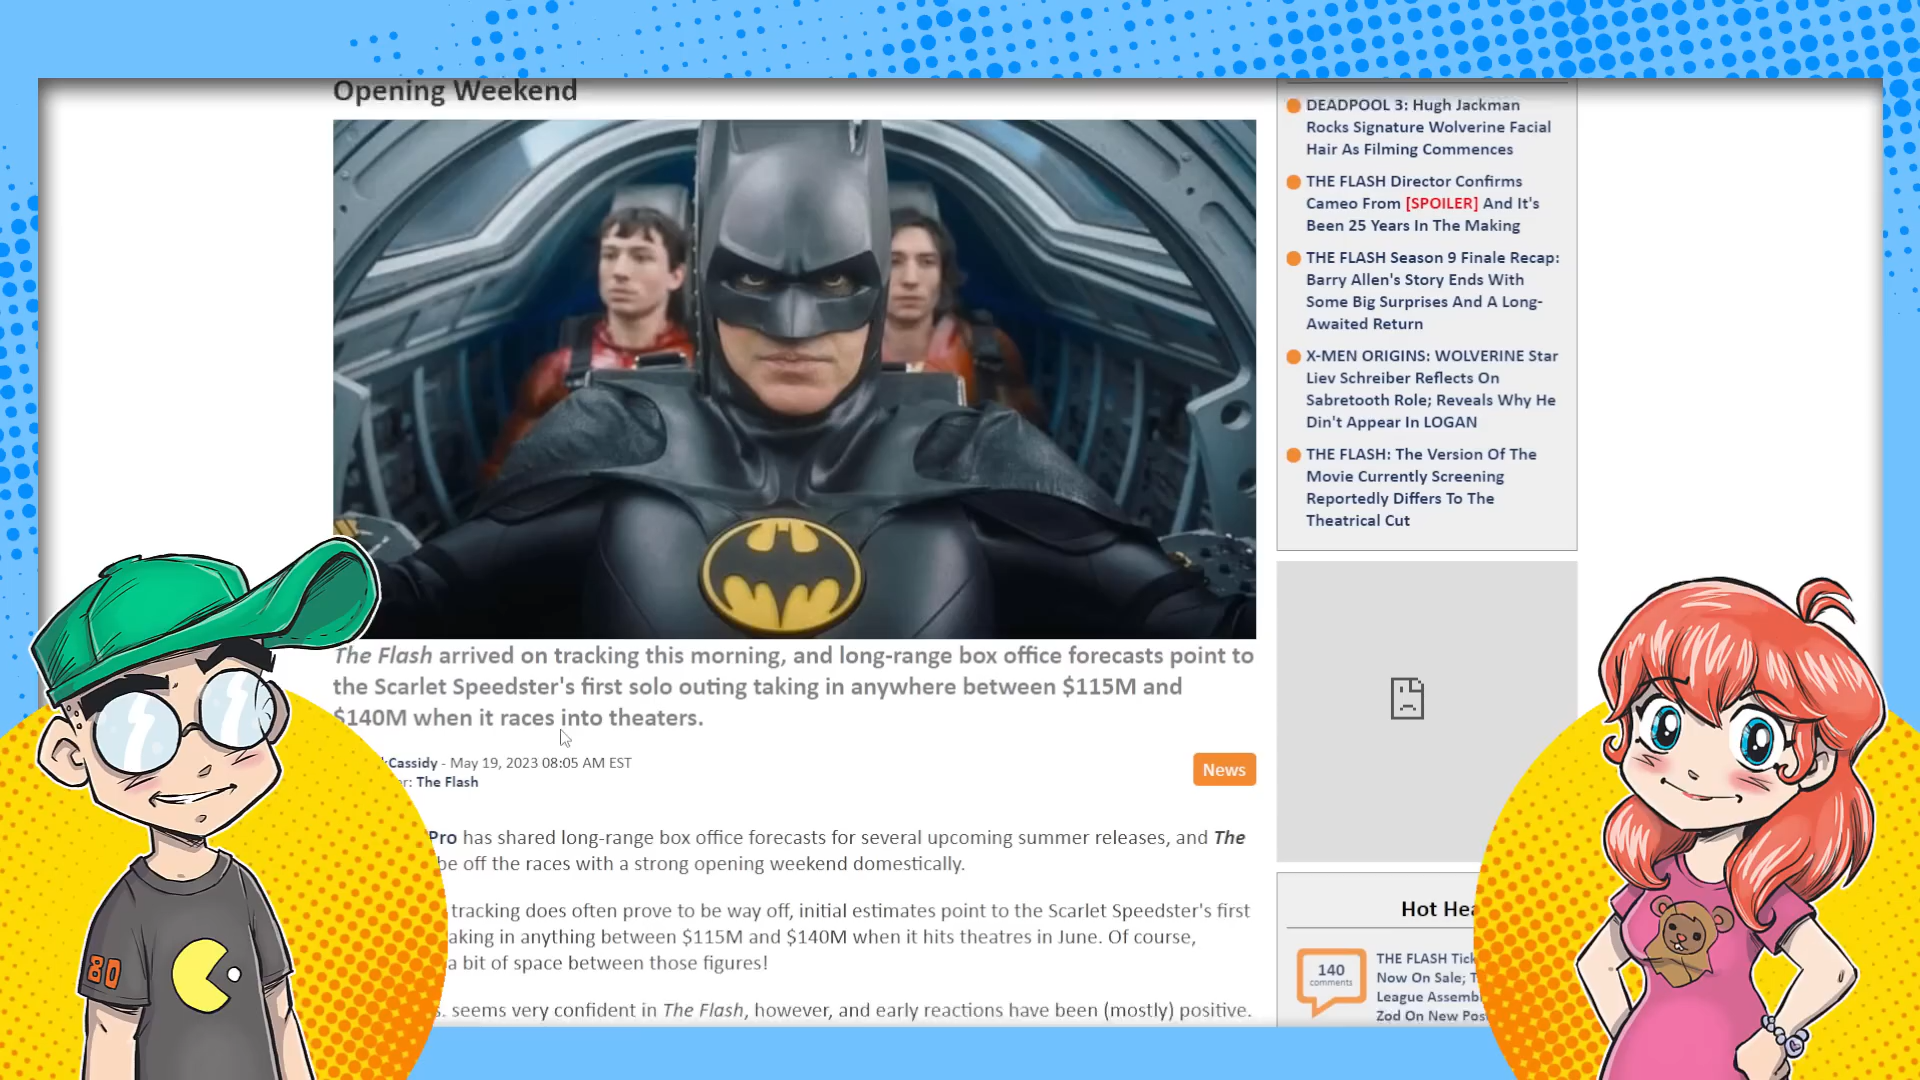 Opening Weekend
The Flash arrived on tracking this morning, and long-range box office forecasts point to
the Scarlet Speedster's first solo outing taking in anywhere between $115M and
$140M when it races into theaters.
Cassidy - May 19, 2023 08:05 AM EST
r: The Flash
News
Pro has shared long-range box office forecasts for several upcoming summer releases, and The
be off the races with a strong opening weekend domestically.
tracking does often prove to be way off, initial estimates point to the Scarlet Speedster's first
aking in anything between $115M and $140M when it hits theatres in June. Of course,
a bit of space between those figures!
s. seems very confident in The Flash, however, and early reactions have been (mostly) positive.
DEADPOOL 3: Hugh Jackman
Rocks Signature Wolverine Facial
Hair As Filming Commences
THE FLASH Director Confirms
Cameo From [SPOILER] And It's
Been 25 Years In The Making
THE FLASH Season 9 Finale Recap:
Barry Allen's Story Ends With
Some Big Surprises And A Long-
Awaited Return
X-MEN ORIGINS: WOLVERINE Star
Liev Schreiber Reflects On
Sabretooth Role; Reveals Why He
Din't Appear In LOGAN
THE FLASH: The Version Of The
Movie Currently Screening
Reportedly Differs To The
Theatrical Cut
Hot Hea
140
comments
THE FLASH Tick
Now On Sale; T
League Assemb
Zod On New Pos
80